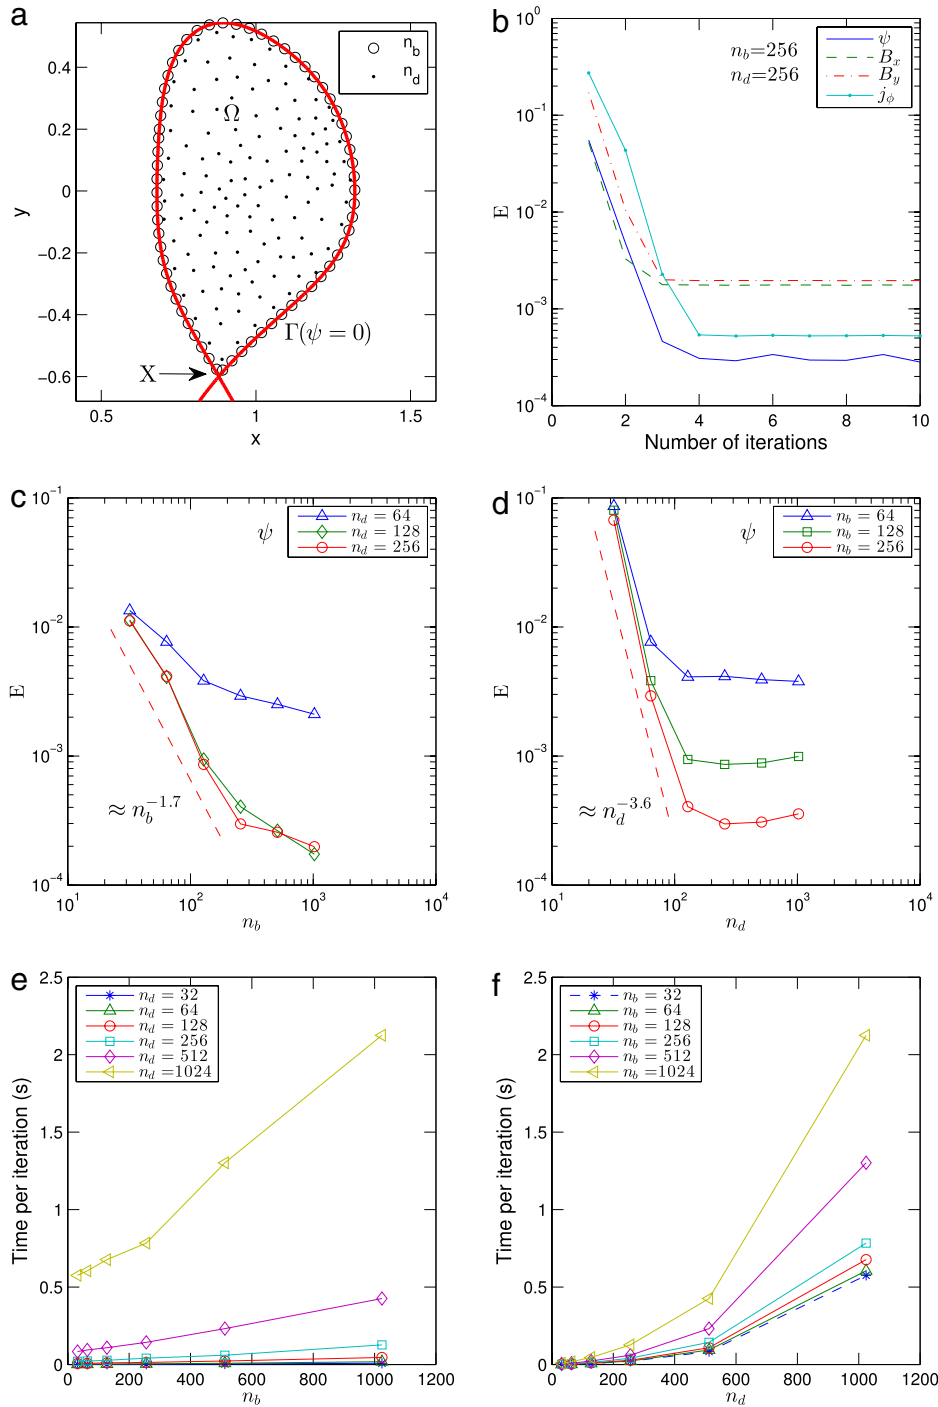 a
n_b
n_d
0.4
0.2
0
−0.2
−0.4
−0.6
y
Ω
Γ(ψ = 0)
X
0.5
1
1.5
x
b
n_b=256
n_d=256
ψ
B_x
B_y
j_ϕ
10^0
10^−1
10^−2
10^−3
10^−4
E
0
2
4
6
8
10
Number of iterations
c
ψ
n_d = 64
n_d = 128
n_d = 256
10^−1
10^−2
10^−3
10^−4
E
≈ n_b^−1.7
10^1
10^2
10^3
10^4
n_b
d
ψ
n_b = 64
n_b = 128
n_b = 256
10^−1
10^−2
10^−3
10^−4
E
≈ n_d^−3.6
10^1
10^2
10^3
10^4
n_d
e
n_d = 32
n_d = 64
n_d = 128
n_d = 256
n_d = 512
n_d =1024
2.5
2
1.5
1
0.5
0
Time per iteration (s)
0
200
400
600
800
1000
1200
n_b
f
n_b = 32
n_b = 64
n_b = 128
n_b = 256
n_b = 512
n_b =1024
2.5
2
1.5
1
0.5
0
Time per iteration (s)
0
200
400
600
800
1000
1200
n_d